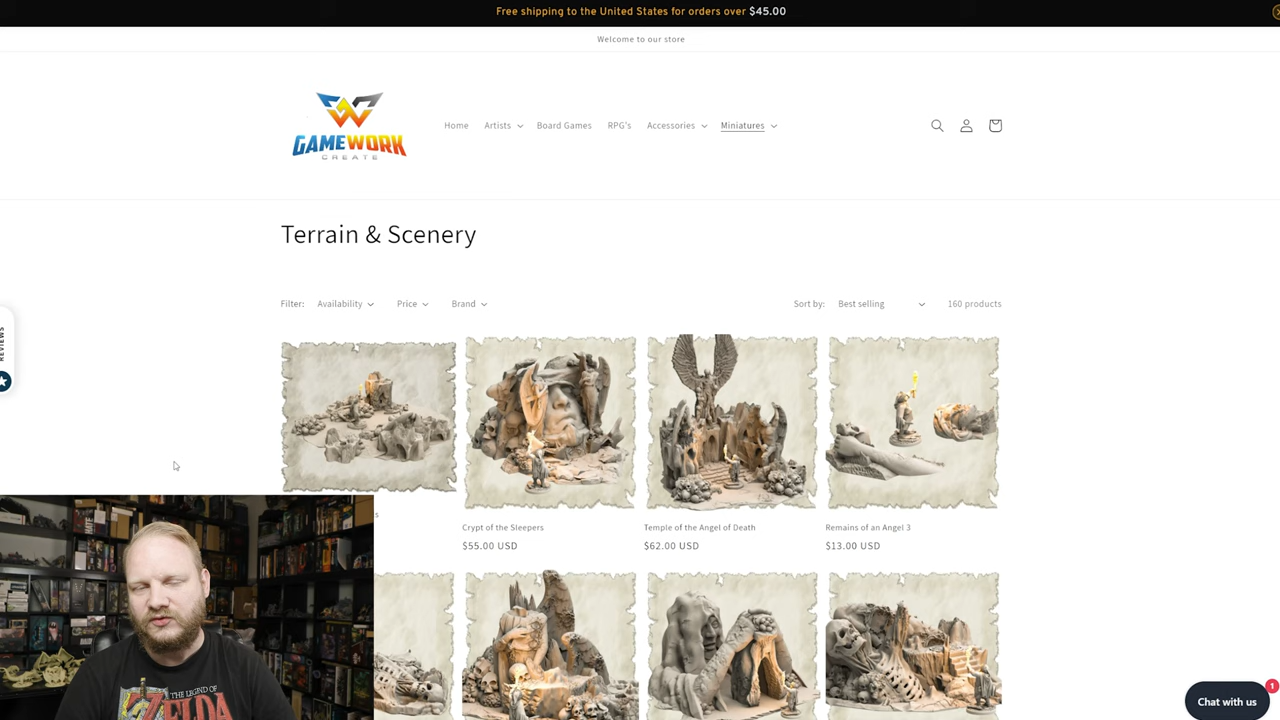 Free shipping to the United States for orders over $45.00
Welcome to our store
GAMEWORK
CREATE
Home Artists Board Games RPG's Accessories Miniatures
Terrain & Scenery
Filter: Availability Price Brand Sort by: Best selling 160 products
REVIEWS
s
Crypt of the Sleepers Temple of the Angel of Death Remains of an Angel 3
$55.00 USD $62.00 USD $13.00 USD
THE LEGEND OF
ZELDA
1
Chat with us